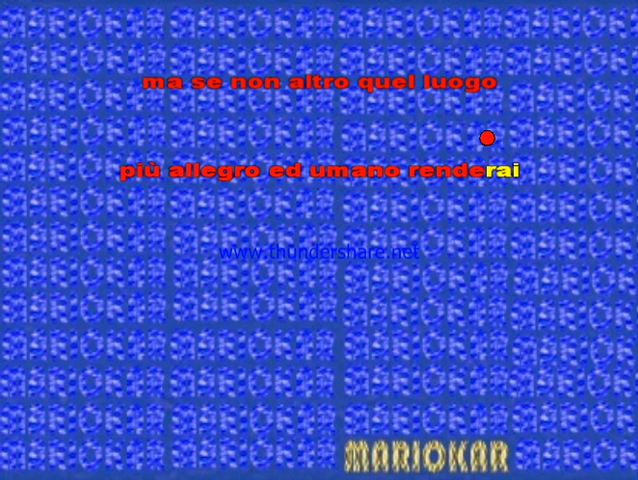 ma se non altro quel luogo
più allegro ed umano renderai
www.thundershare.net
MARIOKAR